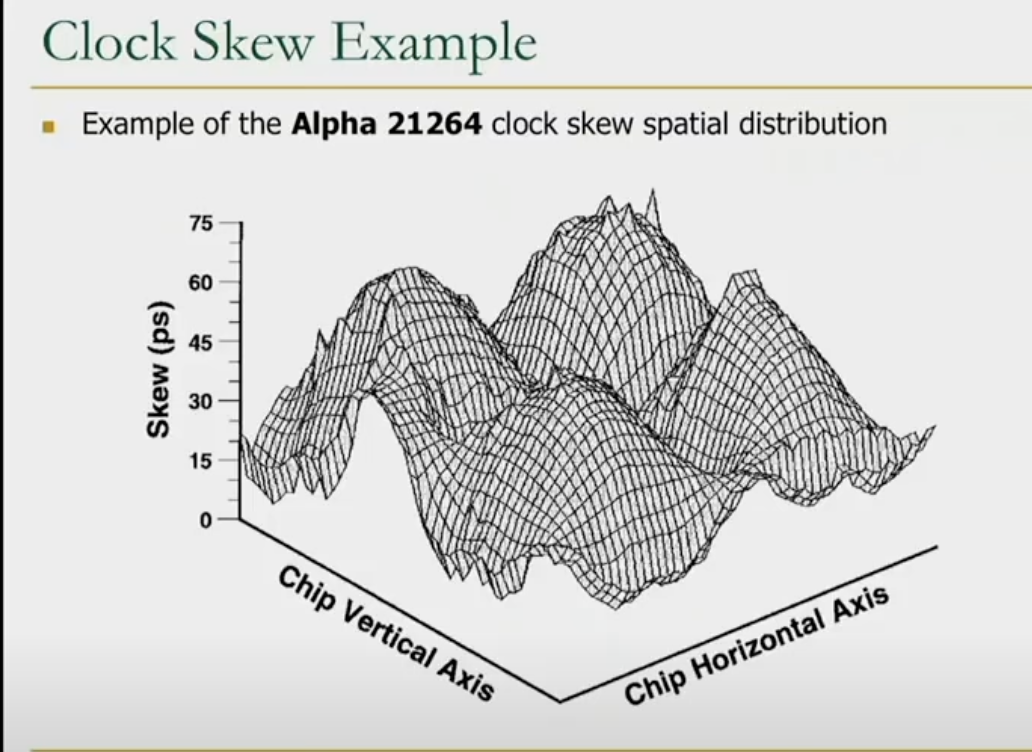 Clock Skew Example
Example of the Alpha 21264 clock skew spatial distribution
75
60
45
30
15
0
Skew (ps)
Chip Vertical Axis
Chip Horizontal Axis